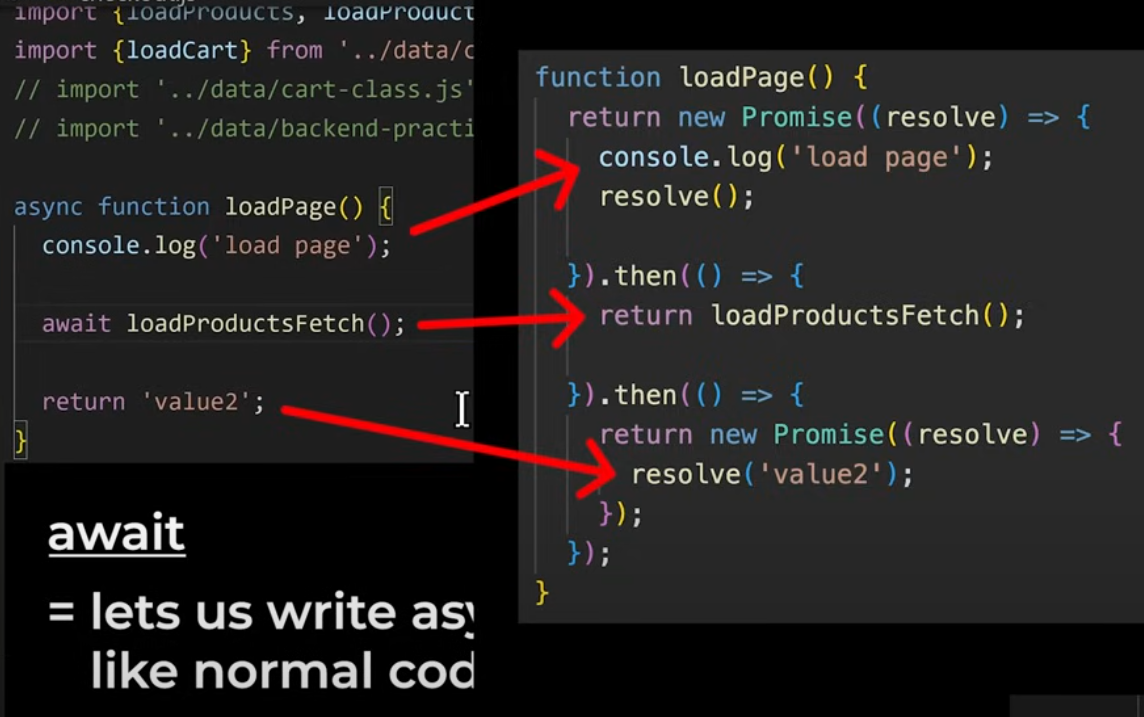 import {loadProducts, loadProduct
import {loadCart} from '../data/c
// import '../data/cart-class.js'
// import '../data/backend-practi
async function loadPage() {
console.log('load page');
await loadProductsFetch();
return 'value2';
}
await
= lets us write asy
like normal cod
function loadPage() {
return new Promise((resolve) => {
console.log('load page');
resolve();
}).then(() => {
return loadProductsFetch();
}).then(() => {
return new Promise((resolve) => {
resolve('value2');
});
});
}